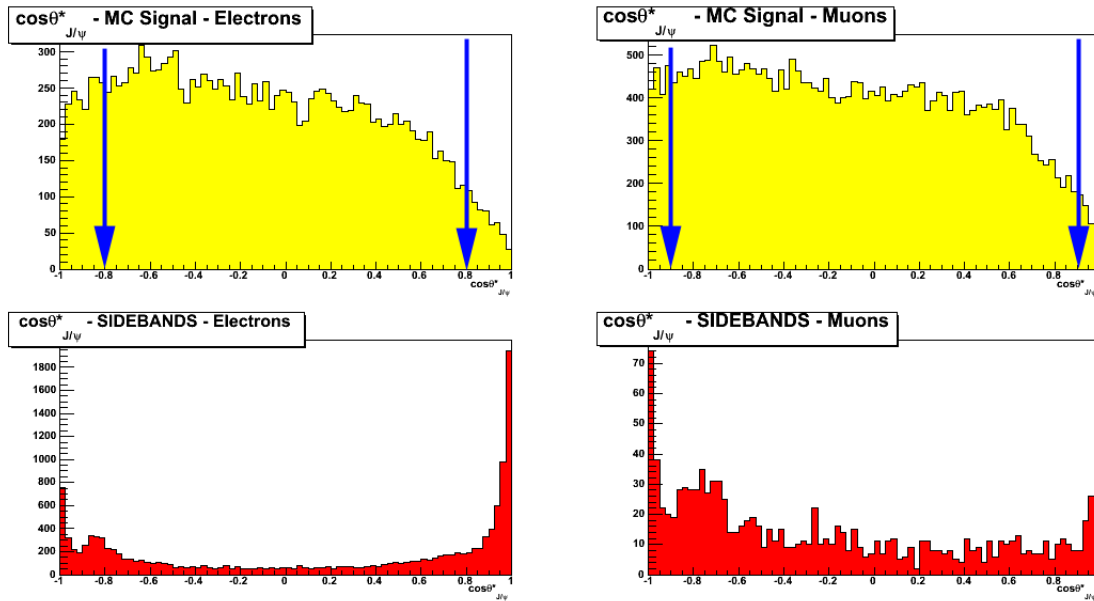 cosθ*J/ψ - MC Signal - Electrons
300
250
200
150
100
50
0
-1 -0.8 -0.6 -0.4 -0.2 0 0.2 0.4 0.6 0.8 1
cosθ*J/ψ
cosθ*J/ψ - MC Signal - Muons
500
400
300
200
100
0
-1 -0.8 -0.6 -0.4 -0.2 0 0.2 0.4 0.6 0.8
cosθ*J/ψ
cosθ*J/ψ - SIDEBANDS - Electrons
1800
1600
1400
1200
1000
800
600
400
200
0
-1 -0.8 -0.6 -0.4 -0.2 0 0.2 0.4 0.6 0.8 1
cosθ*J/ψ
cosθ*J/ψ - SIDEBANDS - Muons
70
60
50
40
30
20
10
0
-1 -0.8 -0.6 -0.4 -0.2 0 0.2 0.4 0.6 0.8
cosθ*J/ψ